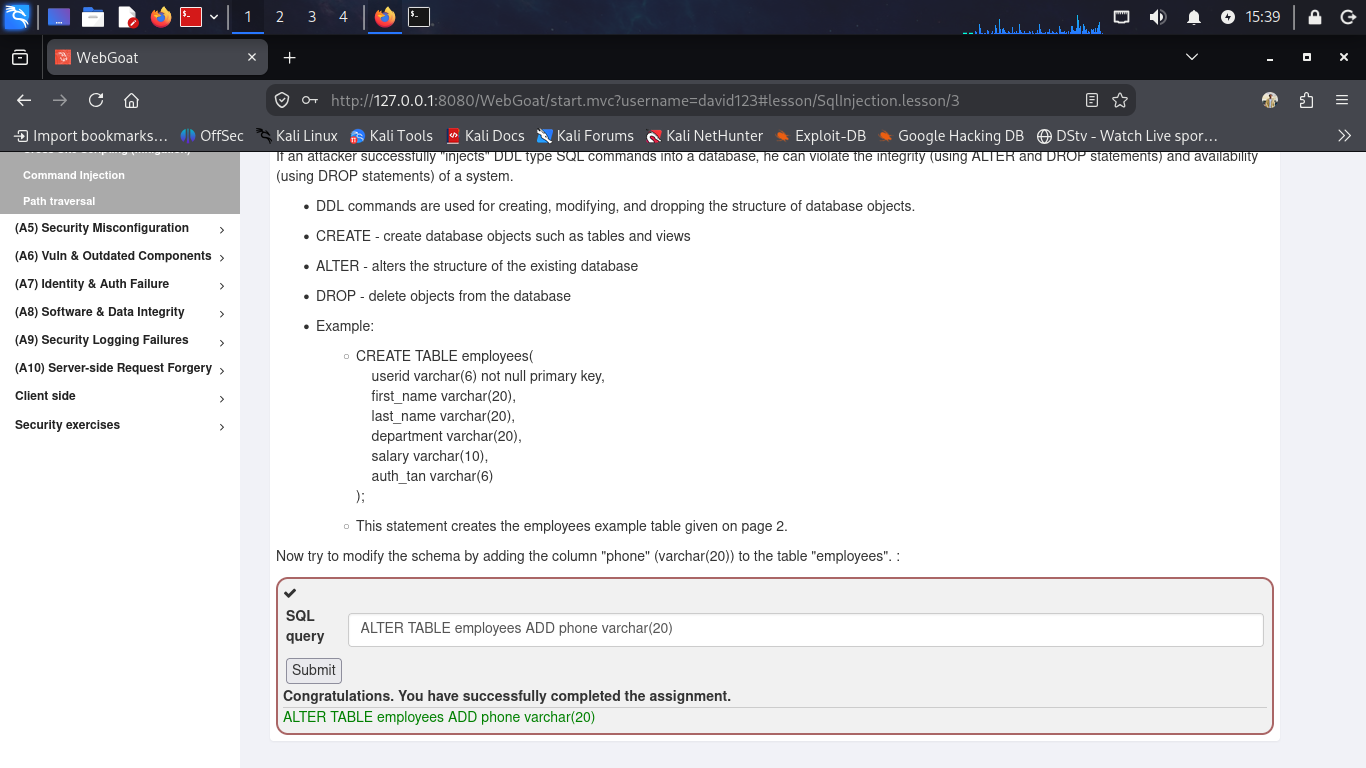 1
2
3
4
15:39
WebGoat
http://127.0.0.1:8080/WebGoat/start.mvc?username=david123#lesson/SqlInjection.lesson/3
Import bookmarks…
OffSec
Kali Linux
Kali Tools
Kali Docs
Kali Forums
Kali NetHunter
Exploit-DB
Google Hacking DB
DStv - Watch Live spor…
Command Injection
Path traversal
(A5) Security Misconfiguration
(A6) Vuln & Outdated Components
(A7) Identity & Auth Failure
(A8) Software & Data Integrity
(A9) Security Logging Failures
(A10) Server-side Request Forgery
Client side
Security exercises
If an attacker successfully "injects" DDL type SQL commands into a database, he can violate the integrity (using ALTER and DROP statements) and availability
(using DROP statements) of a system.
• DDL commands are used for creating, modifying, and dropping the structure of database objects.
• CREATE - create database objects such as tables and views
• ALTER - alters the structure of the existing database
• DROP - delete objects from the database
• Example:
◦ CREATE TABLE employees(
userid varchar(6) not null primary key,
first_name varchar(20),
last_name varchar(20),
department varchar(20),
salary varchar(10),
auth_tan varchar(6)
);
◦ This statement creates the employees example table given on page 2.
Now try to modify the schema by adding the column "phone" (varchar(20)) to the table "employees". :
SQL
query
ALTER TABLE employees ADD phone varchar(20)
Submit
Congratulations. You have successfully completed the assignment.
ALTER TABLE employees ADD phone varchar(20)